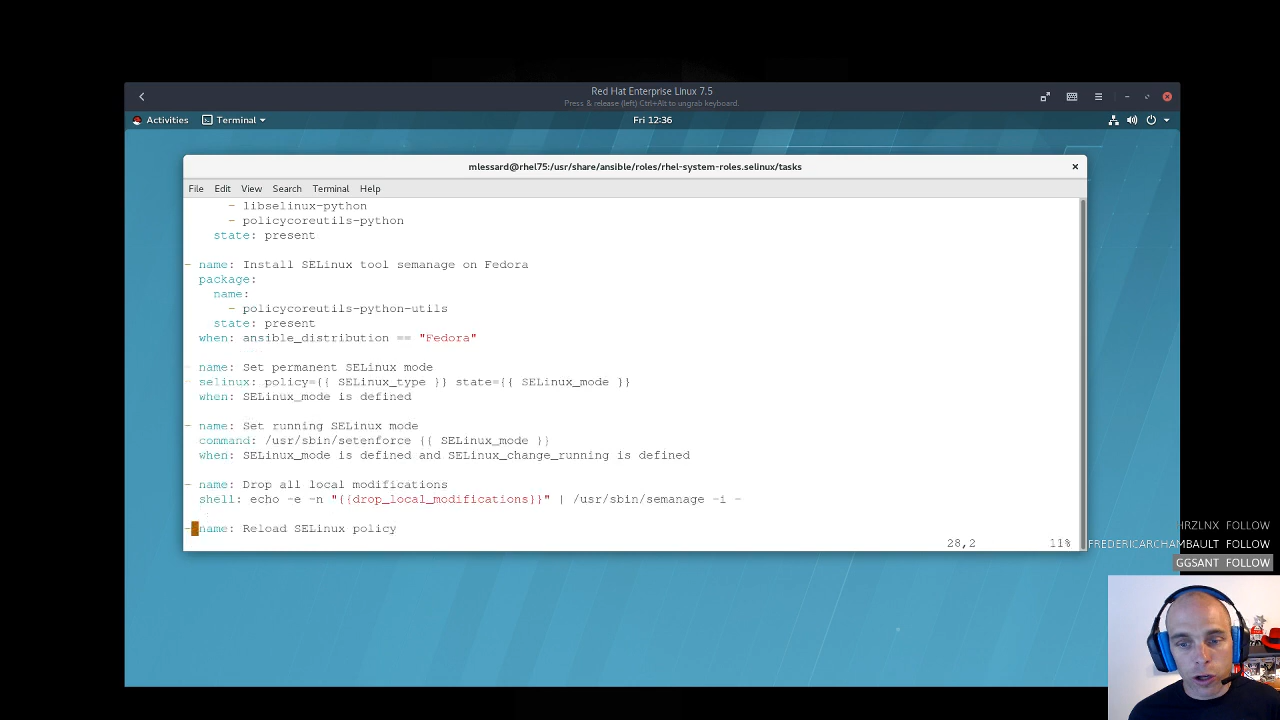 Red Hat Enterprise Linux 7.5
Press & release (left) Ctrl+Alt to ungrab keyboard.
Activities Terminal Fri 12:36
mlessard@rhel75:/usr/share/ansible/roles/rhel-system-roles.selinux/tasks
File Edit View Search Terminal Help
- libselinux-python
- policycoreutils-python
state: present
- name: Install SELinux tool semanage on Fedora
package:
name:
- policycoreutils-python-utils
state: present
when: ansible_distribution == "Fedora"
- name: Set permanent SELinux mode
selinux: policy={{ SELinux_type }} state={{ SELinux_mode }}
when: SELinux_mode is defined
- name: Set running SELinux mode
command: /usr/sbin/setenforce {{ SELinux_mode }}
when: SELinux_mode is defined and SELinux_change_running is defined
- name: Drop all local modifications
shell: echo -e -n "{{drop_local_modifications}}" | /usr/sbin/semanage -i -
- name: Reload SELinux policy
28,2 11%
HRZLNX FOLLOW
FREDERICARCHAMBAULT FOLLOW
GGSANT FOLLOW